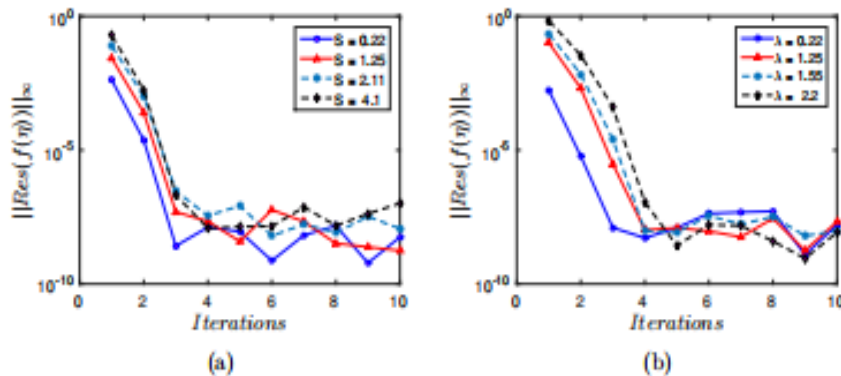 10^0
10^-5
10^-10
||Res(f(η))||∞
S = 0.22
S = 1.25
S = 2.11
S = 4.1
0 2 4 6 8 10
Iterations
(a)
10^0
10^-5
10^-10
||Res(f(η))||∞
λ = 0.22
λ = 1.25
λ = 1.55
λ = 2.2
0 2 4 6 8 10
Iterations
(b)